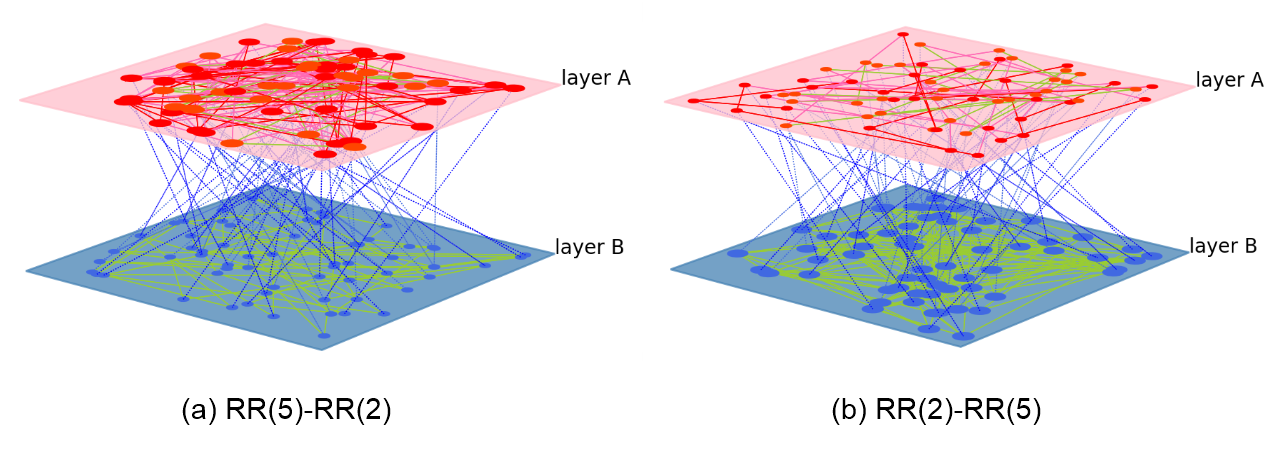 layer A
layer B
(a) RR(5)-RR(2)
layer A
layer B
(b) RR(2)-RR(5)